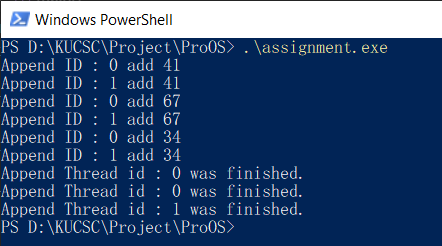 Windows PowerShell
PS D:\KUCSC\Project\ProOS> .\assignment.exe
Append ID : 0 add 41
Append ID : 1 add 41
Append ID : 0 add 67
Append ID : 1 add 67
Append ID : 0 add 34
Append ID : 1 add 34
Append Thread id : 0 was finished.
Append Thread id : 0 was finished.
Append Thread id : 1 was finished.
PS D:\KUCSC\Project\ProOS>